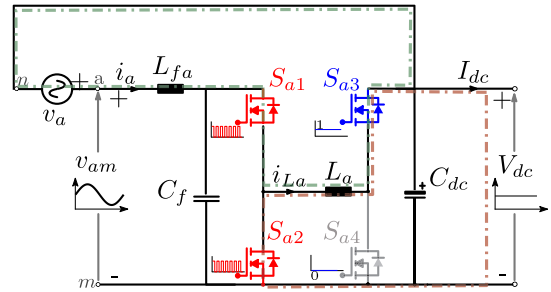 L_{fa}
S_{a1}
S_{a3}
I_{dc}
n
+
a
i_a
+
v_a
1
+
v_{am}
C_f
i_{La}
L_a
+
C_{dc}
V_{dc}
S_{a2}
S_{a4}
0
m
-
-